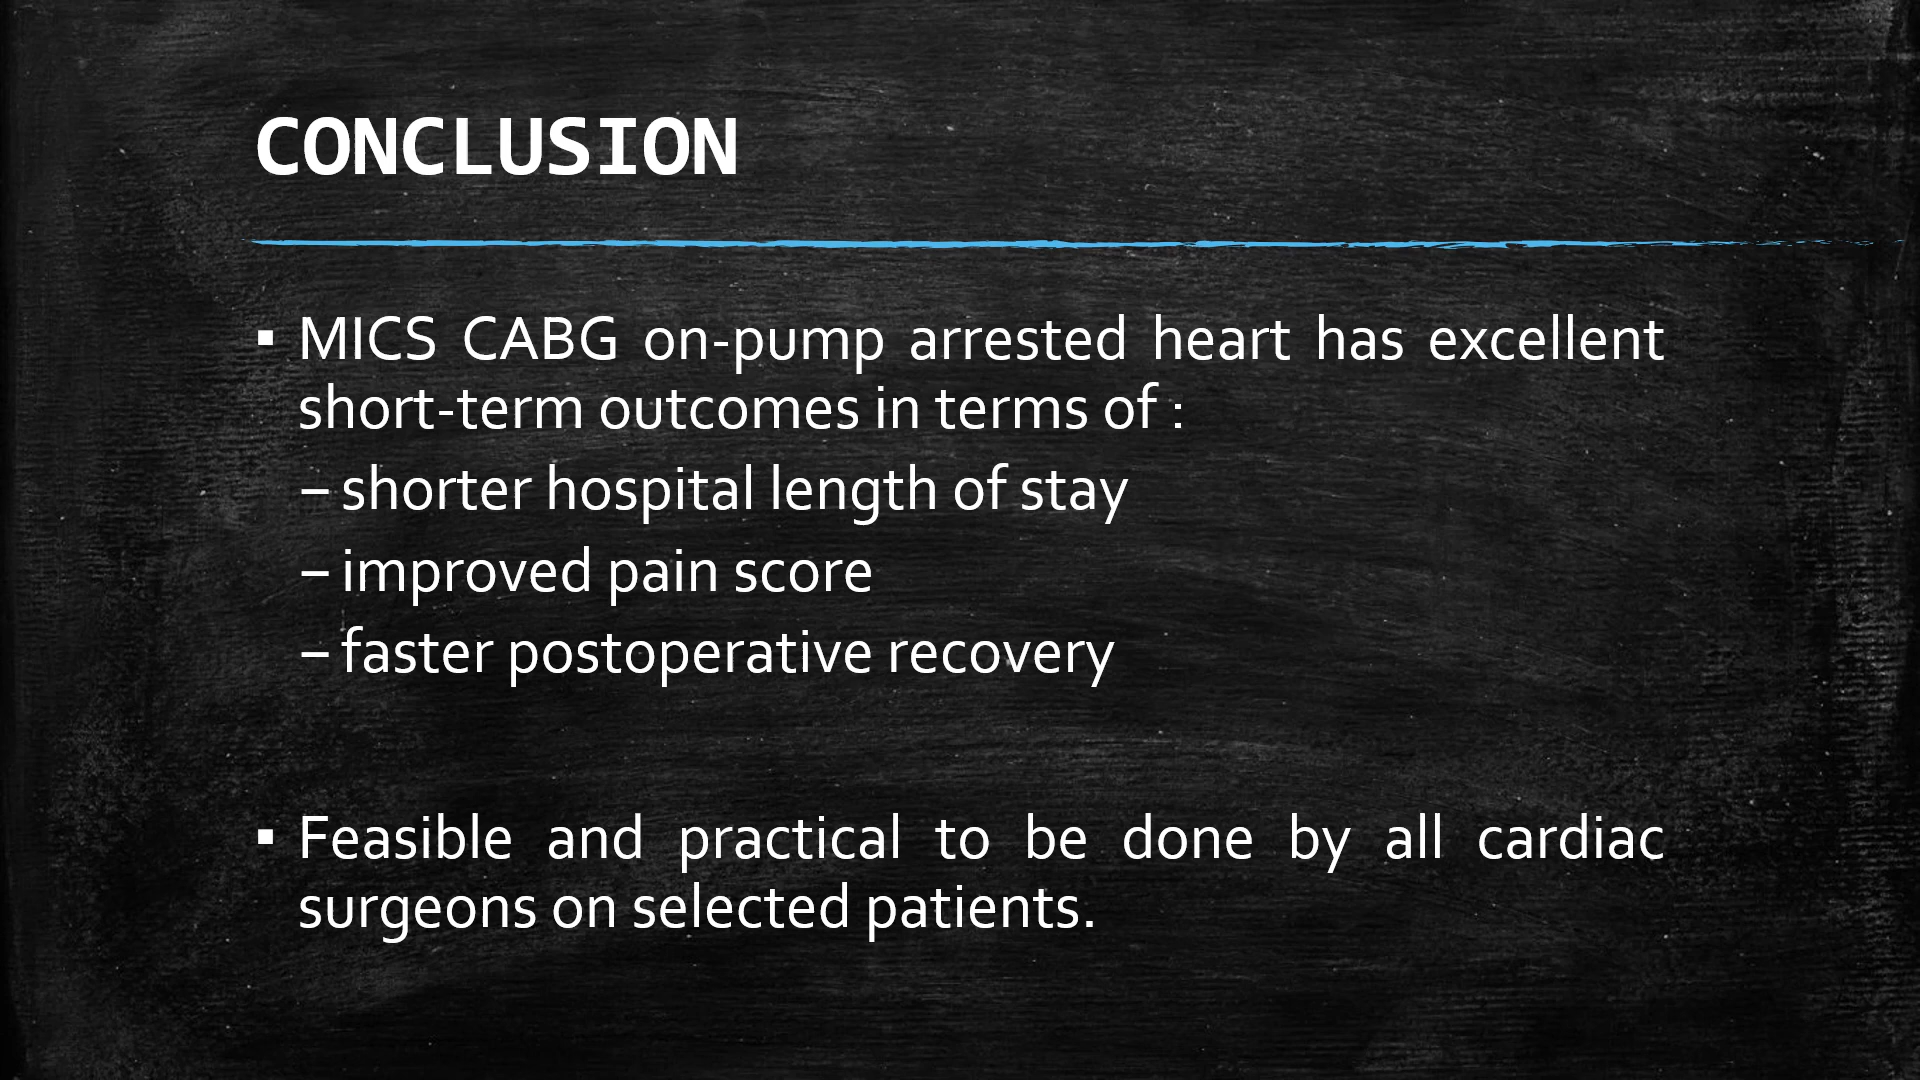 CONCLUSION
▪ MICS CABG on-pump arrested heart has excellent
short-term outcomes in terms of :
– shorter hospital length of stay
– improved pain score
– faster postoperative recovery
▪ Feasible and practical to be done by all cardiac
surgeons on selected patients.